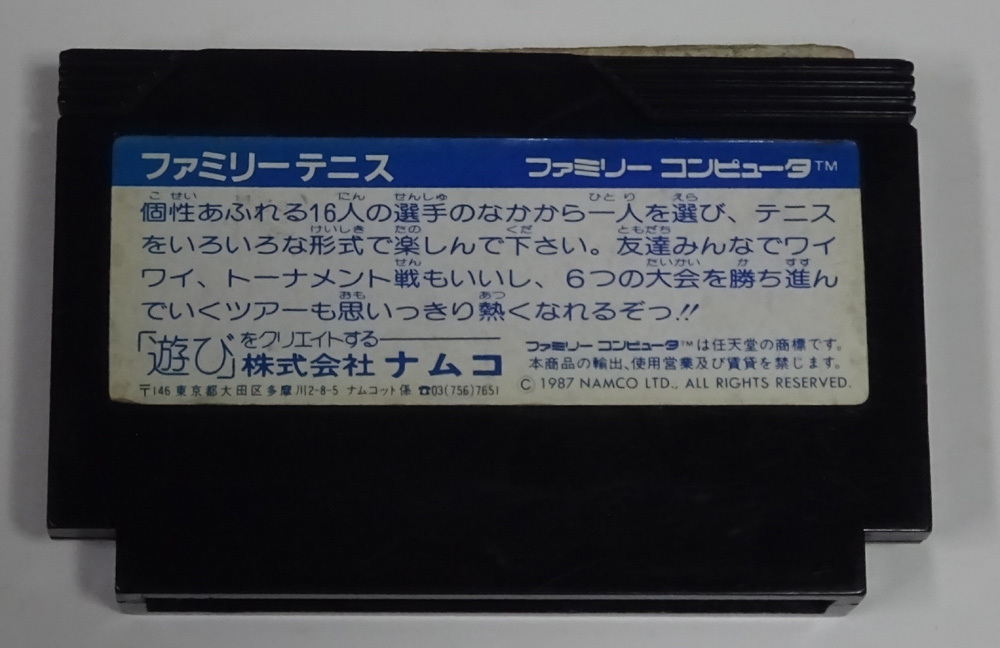 ファミリーテニス ファミリー コンピュータ™
個性あふれる16人の選手のなかから一人を選び、テニス
をいろいろな形式で楽しんで下さい。友達みんなでワイ
ワイ、トーナメント戦もいいし、6つの大会を勝ち進ん
でいくツアーも思いっきり熱くなれるぞっ!!
「遊び」をクリエイトする
株式会社 ナムコ
〒146 東京都大田区多摩川2-8-5 ナムコット係 ☎03(756)7651
ファミリー コンピュータ™は任天堂の商標です。
本商品の輸出、使用営業及び賃貸を禁じます。
© 1987 NAMCO LTD., ALL RIGHTS RESERVED.